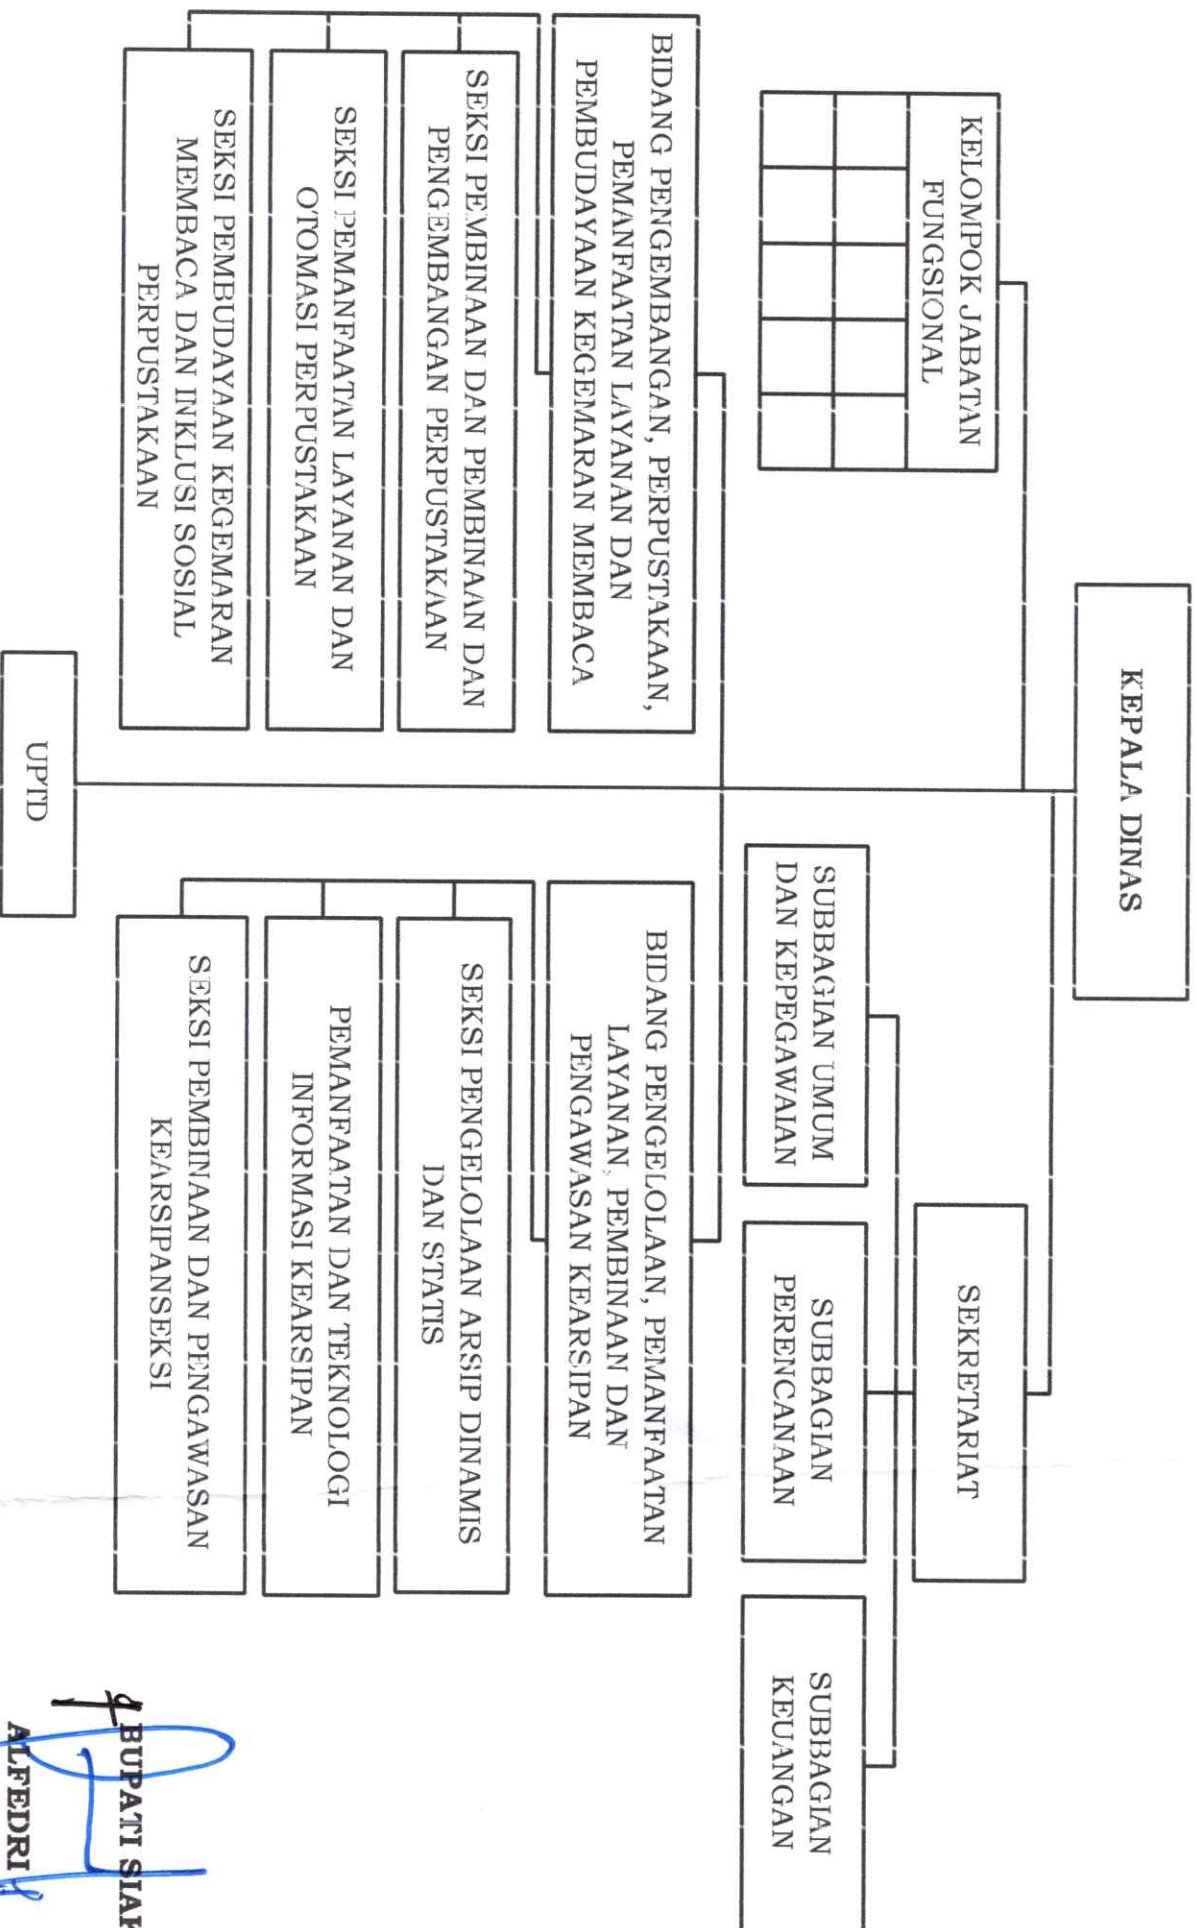 KEPALA DINAS
KELOMPOK JABATAN
FUNGSIONAL
SEKRETARIAT
SUBBAGIAN UMUM
DAN KEPEGAWAIAN
SUBBAGIAN
PERENCANAAN
SUBBAGIAN
KEUANGAN
BIDANG PENGEMBANGAN, PERPUSTAKAAN,
PEMANFAATAN LAYANAN DAN
PEMBUDAYAAN KEGEMARAN MEMBACA
SEKSI PEMBINAAN DAN PEMBINAAN DAN
PENGEMBANGAN PERPUSTAKAAN
SEKSI PEMANFAATAN LAYANAN DAN
OTOMASI PERPUSTAKAAN
SEKSI PEMBUDAYAAN KEGEMARAN
MEMBACA DAN INKLUSI SOSIAL
PERPUSTAKAAN
BIDANG PENGELOLAAN, PEMANFAATAN
LAYANAN, PEMBINAAN DAN
PENGAWASAN KEARSIPAN
SEKSI PENGELOLAAN ARSIP DINAMIS
DAN STATIS
PEMANFAATAN DAN TEKNOLOGI
INFORMASI KEARSIPAN
SEKSI PEMBINAAN DAN PENGAWASAN
KEARSIPANSEKSI
UPTD
BUPATI SIAK
ALFEDRI